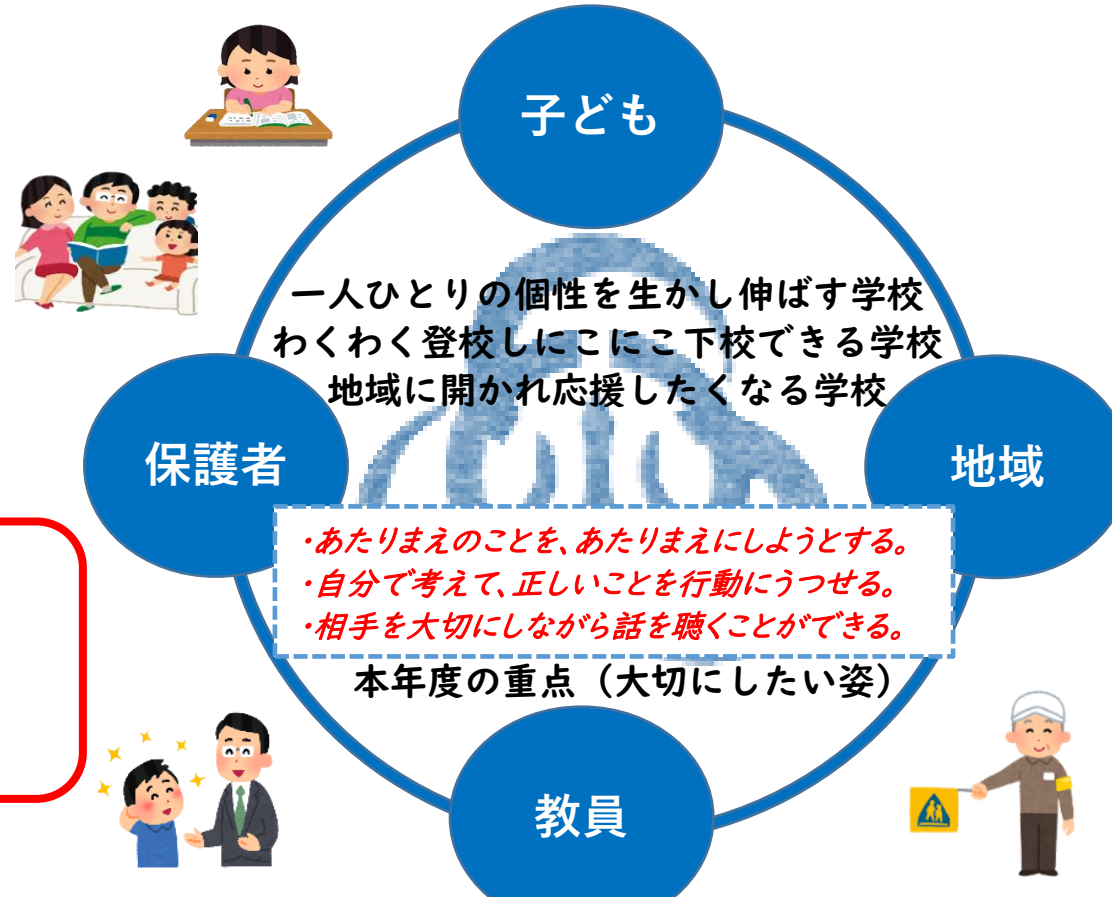 子ども
一人ひとりの個性を生かし伸ばす学校
わくわく登校しにこにこ下校できる学校
地域に開かれ応援したくなる学校
保護者
地域
・あたりまえのことを、あたりまえにしようとする。
・自分で考えて、正しいことを行動にうつせる。
・相手を大切にしながら話を聴くことができる。
本年度の重点（大切にしたい姿）
教員